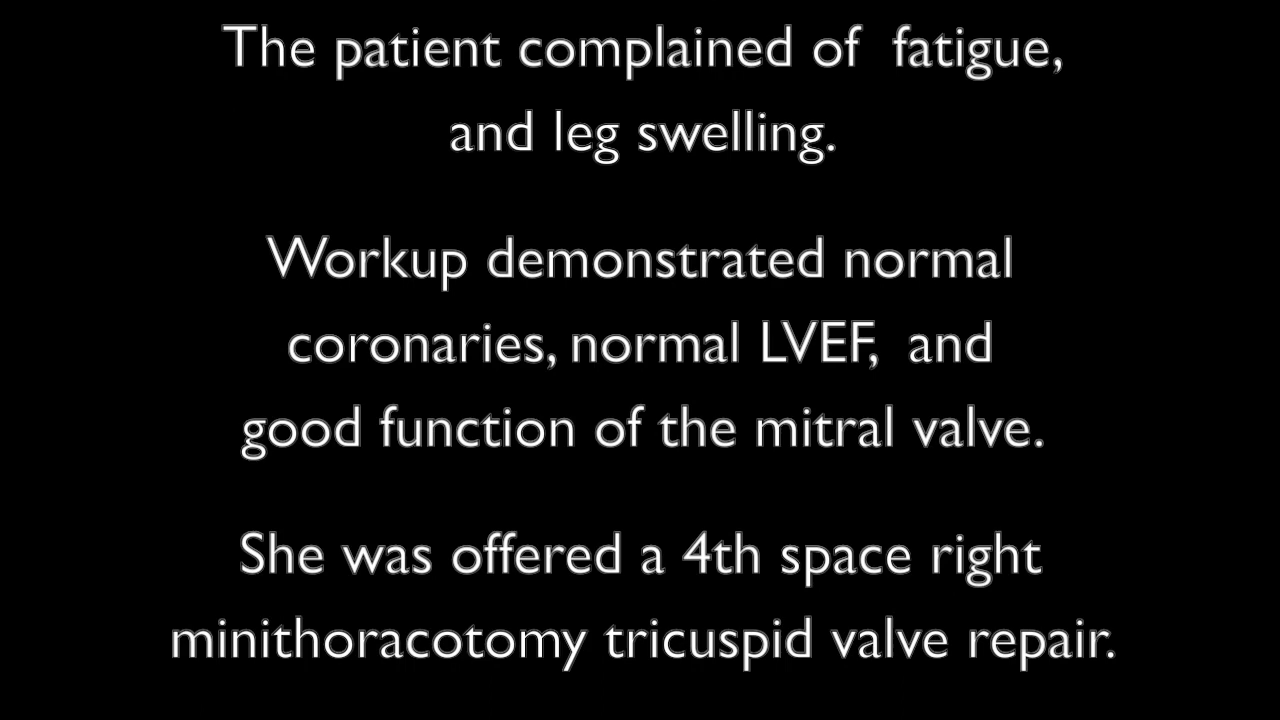 The patient complained of fatigue,
and leg swelling.
Workup demonstrated normal
coronaries, normal LVEF, and
good function of the mitral valve.
She was offered a 4th space right
minithoracotomy tricuspid valve repair.